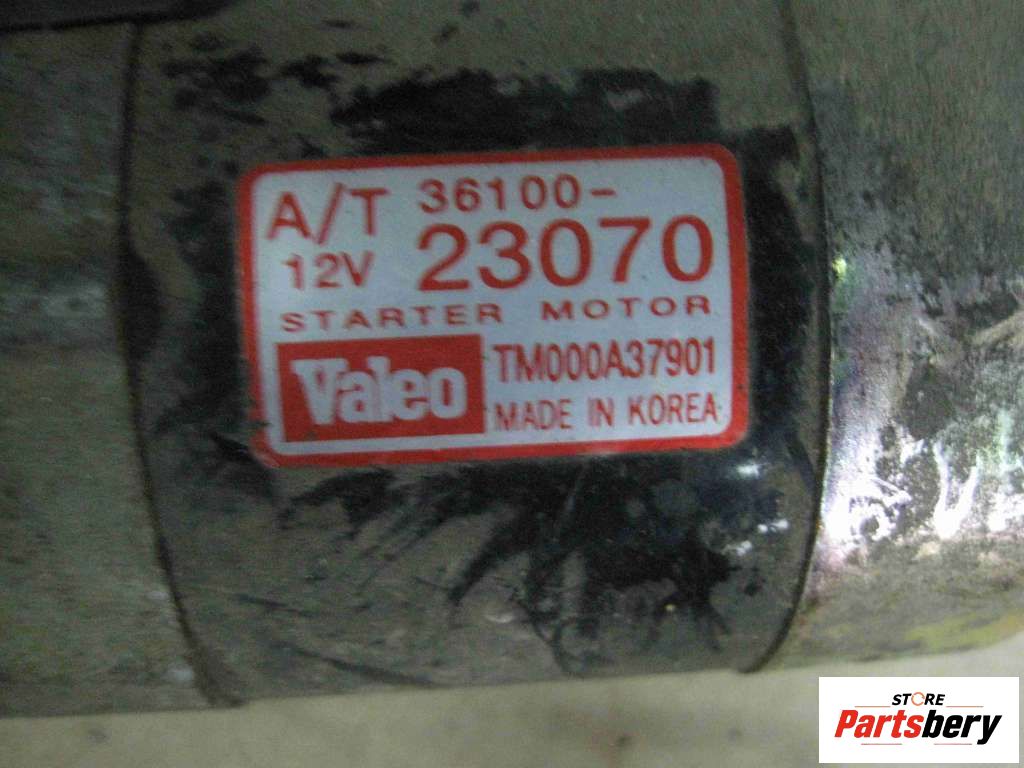 A/T 36100-
12V 23070
STARTER MOTOR
Valeo TM000A37901
MADE IN KOREA
STORE
Partsbery